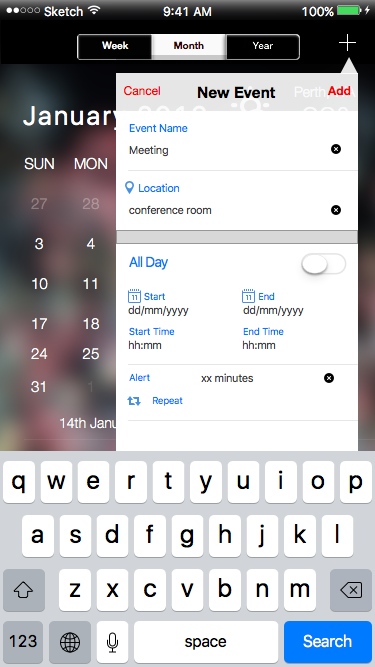 Sketch 9:41 AM 100%
Week Month Year
Cancel New Event Add
January
Perth
Event Name
Meeting
SUN MON
Location
27 28
conference room
3 4
All Day
10 11
Start End
dd/mm/yyyy dd/mm/yyyy
17 18
Start Time End Time
hh:mm hh:mm
24 25
Alert xx minutes
31 1
Repeat
14th Janu
q w e r t y u i o p
a s d f g h j k l
z x c v b n m
123 space Search